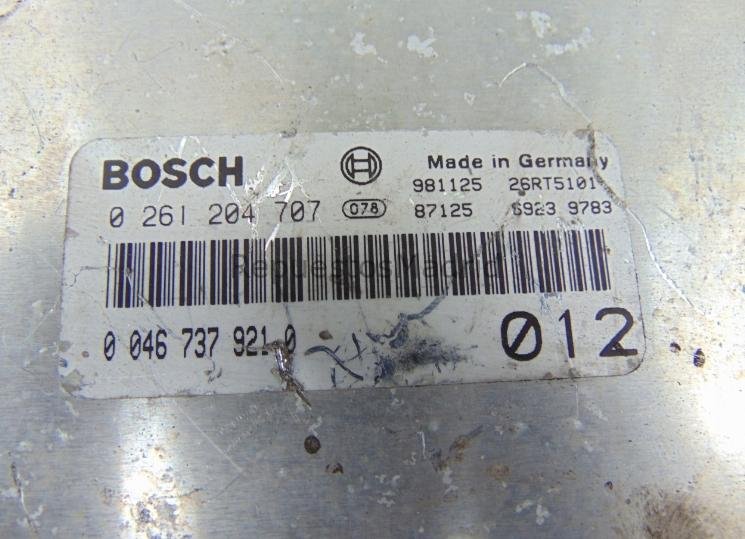 BOSCH Made in Germany
981125 26RT5101
0 261 204 707 078 87125 6923 9783
Repuestos Madrid
0 046 737 921 0 012